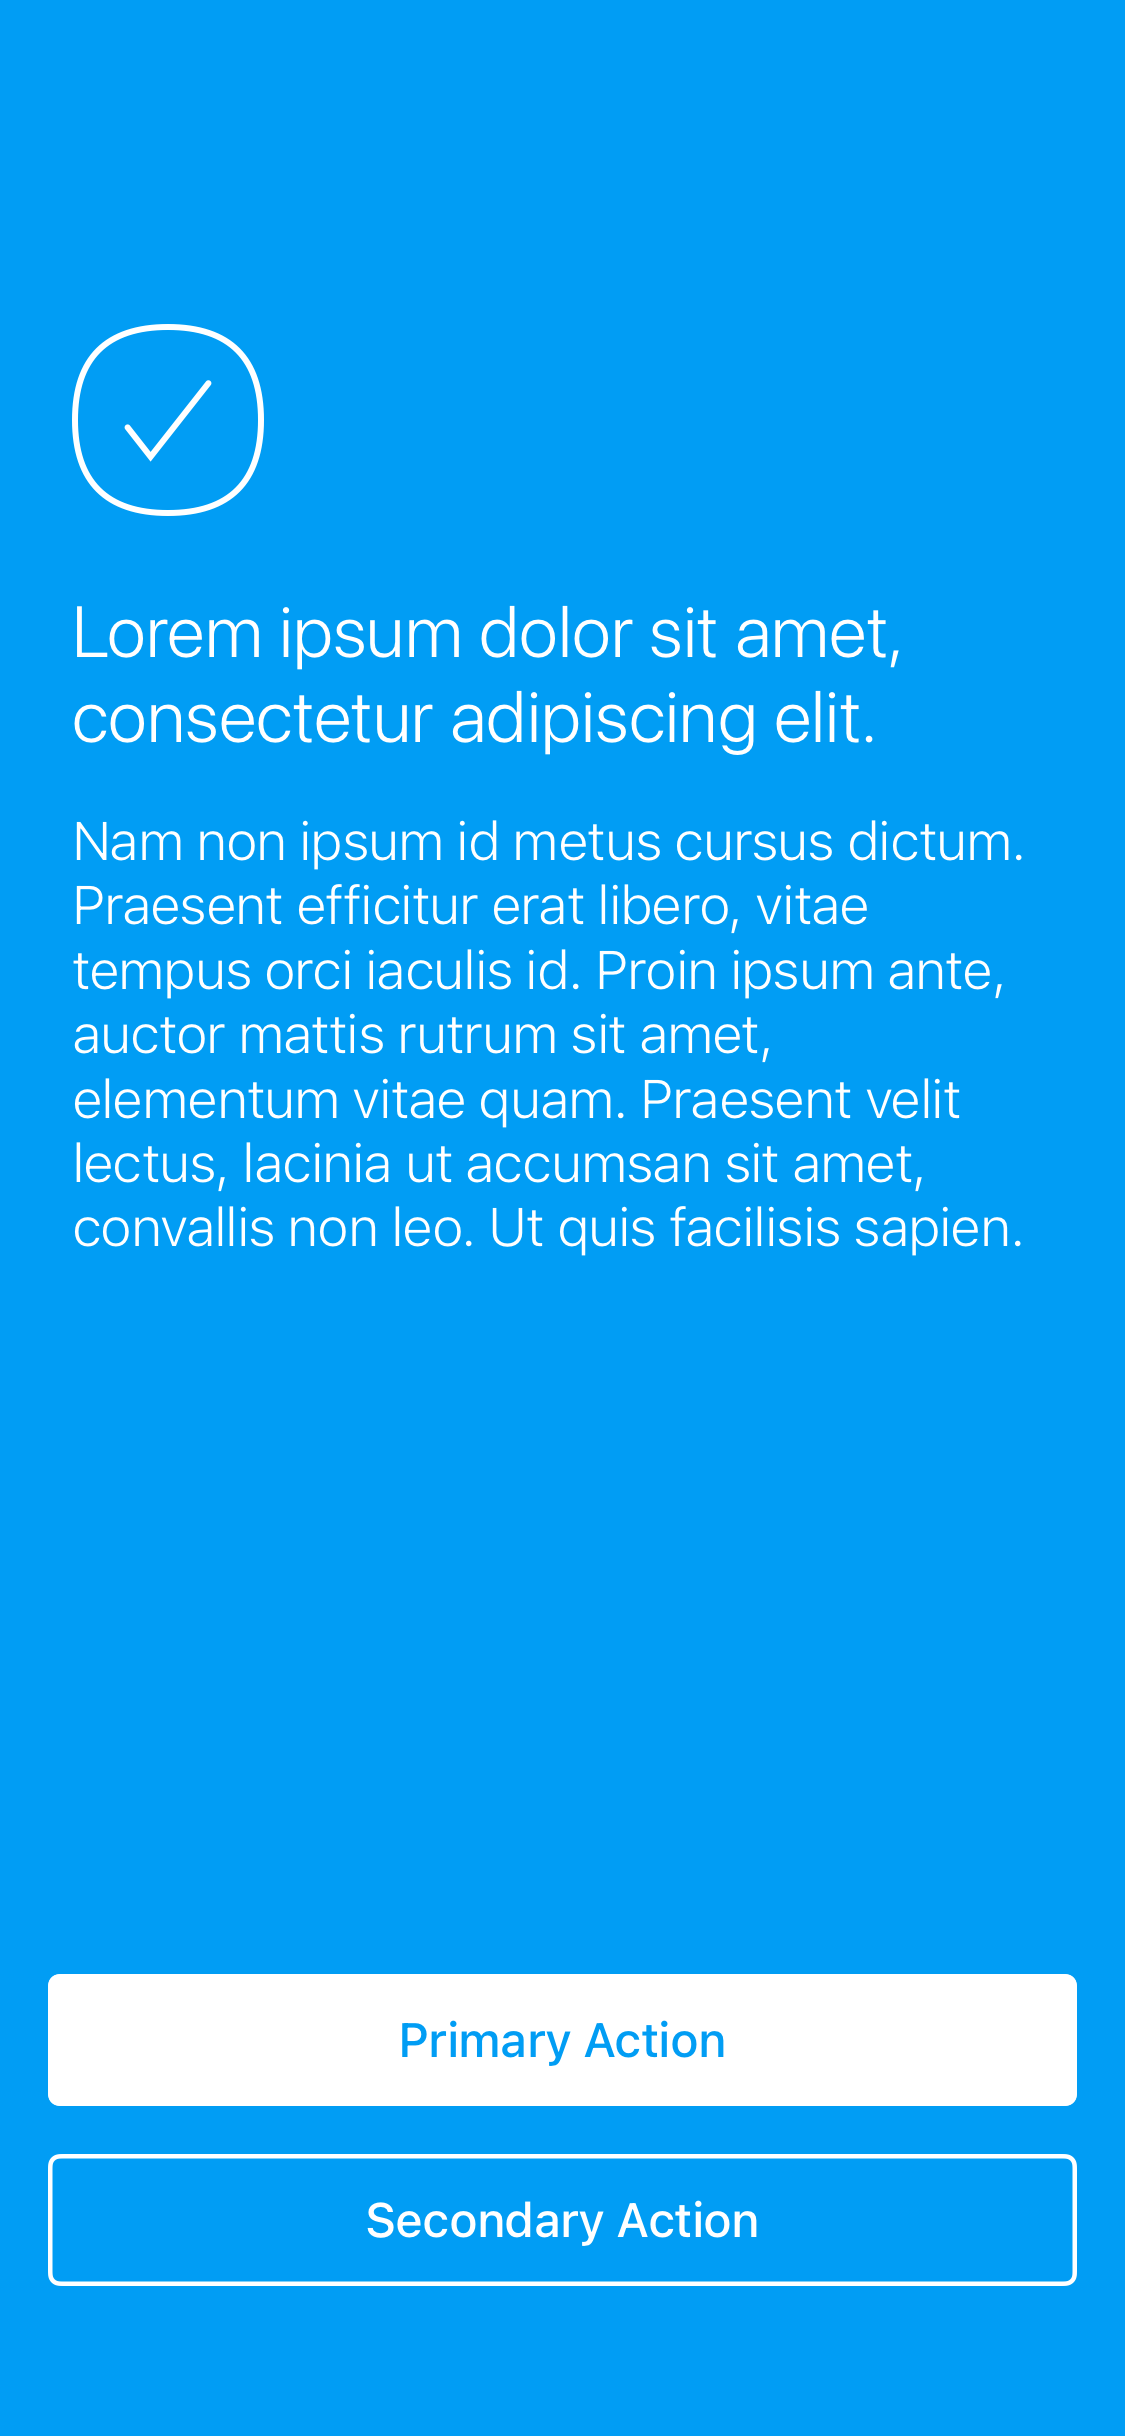 Lorem ipsum dolor sit amet,
consectetur adipiscing elit.
Nam non ipsum id metus cursus dictum.
Praesent efficitur erat libero, vitae
tempus orci iaculis id. Proin ipsum ante,
auctor mattis rutrum sit amet,
elementum vitae quam. Praesent velit
lectus, lacinia ut accumsan sit amet,
convallis non leo. Ut quis facilisis sapien.
Primary Action
Secondary Action